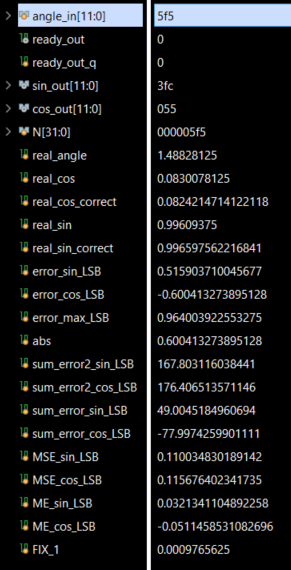 angle_in[11:0] 5f5
ready_out 0
ready_out_q 0
sin_out[11:0] 3fc
cos_out[11:0] 055
N[31:0] 000005f5
real_angle 1.48828125
real_cos 0.0830078125
real_cos_correct 0.0824214714122118
real_sin 0.99609375
real_sin_correct 0.996597562216841
error_sin_LSB 0.515903710045677
error_cos_LSB -0.600413273895128
error_max_LSB 0.964003922553275
abs 0.600413273895128
sum_error2_sin_LSB 167.803116038441
sum_error2_cos_LSB 176.406513571146
sum_error_sin_LSB 49.0045184960694
sum_error_cos_LSB -77.9974259901111
MSE_sin_LSB 0.110034830189142
MSE_cos_LSB 0.115676402341735
ME_sin_LSB 0.0321341104892258
ME_cos_LSB -0.0511458531082696
FIX_1 0.0009765625